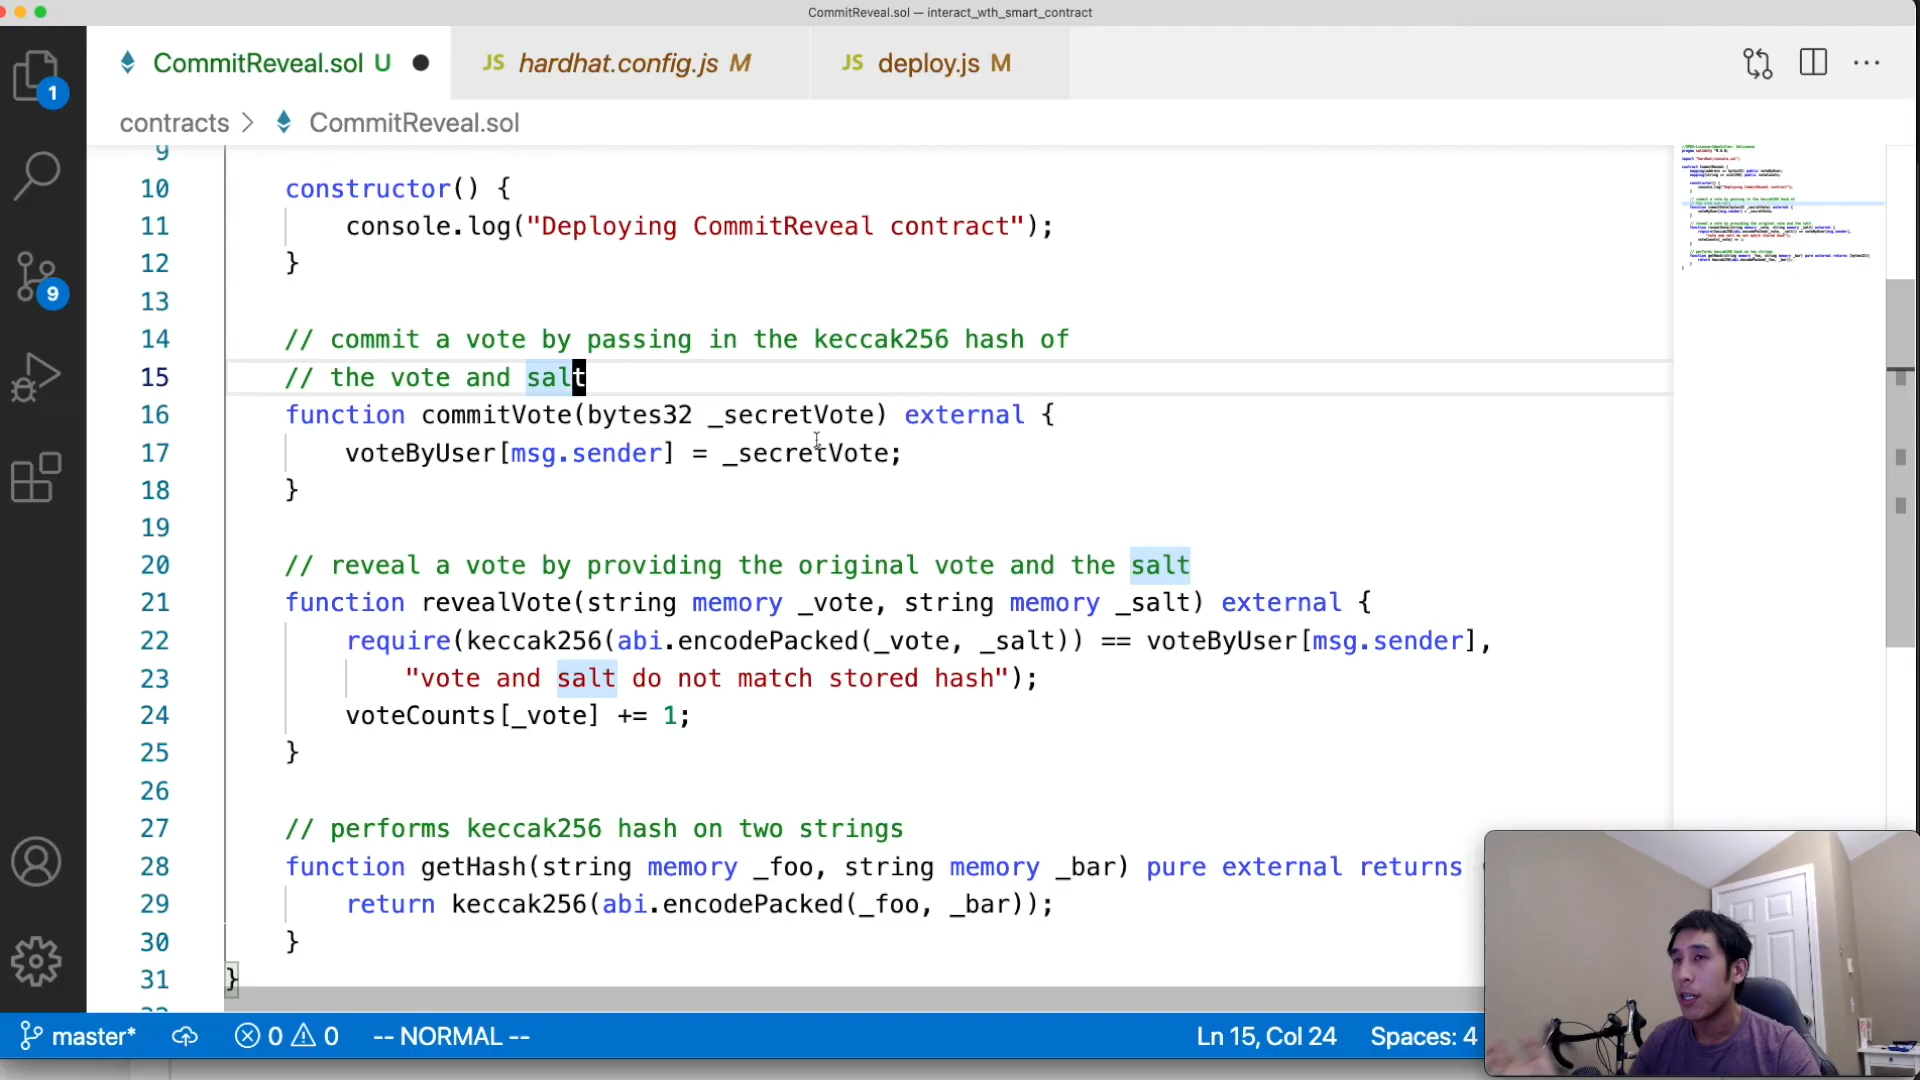 CommitReveal.sol — interact_wth_smart_contract
CommitReveal.sol U
JS hardhat.config.js M
JS deploy.js M
contracts > CommitReveal.sol
1
9
9
10 constructor() {
11 console.log("Deploying CommitReveal contract");
12 }
13
14 // commit a vote by passing in the keccak256 hash of
15 // the vote and salt
16 function commitVote(bytes32 _secretVote) external {
17 voteByUser[msg.sender] = _secretVote;
18 }
19
20 // reveal a vote by providing the original vote and the salt
21 function revealVote(string memory _vote, string memory _salt) external {
22 require(keccak256(abi.encodePacked(_vote, _salt)) == voteByUser[msg.sender],
23 "vote and salt do not match stored hash");
24 voteCounts[_vote] += 1;
25 }
26
27 // performs keccak256 hash on two strings
28 function getHash(string memory _foo, string memory _bar) pure external returns
29 return keccak256(abi.encodePacked(_foo, _bar));
30 }
31 }
master* 0 0 -- NORMAL -- Ln 15, Col 24 Spaces: 4